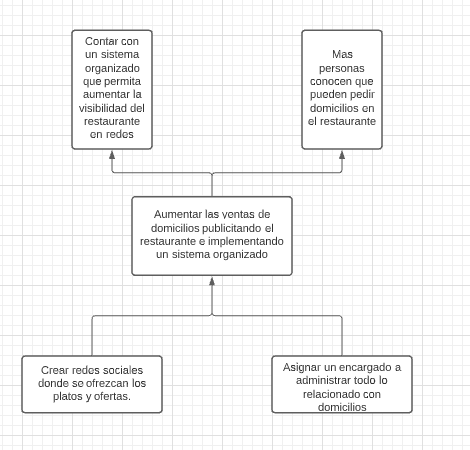 Contar con
un sistema
organizado
que permita
aumentar la
visibilidad del
restaurante
en redes
Mas
personas
conocen que
pueden pedir
domicilios en
el restaurante
Aumentar las ventas de
domicilios publicitando el
restaurante e implementando
un sistema organizado
Crear redes sociales
donde se ofrezcan los
platos y ofertas.
Asignar un encargado a
administrar todo lo
relacionado con
domicilios